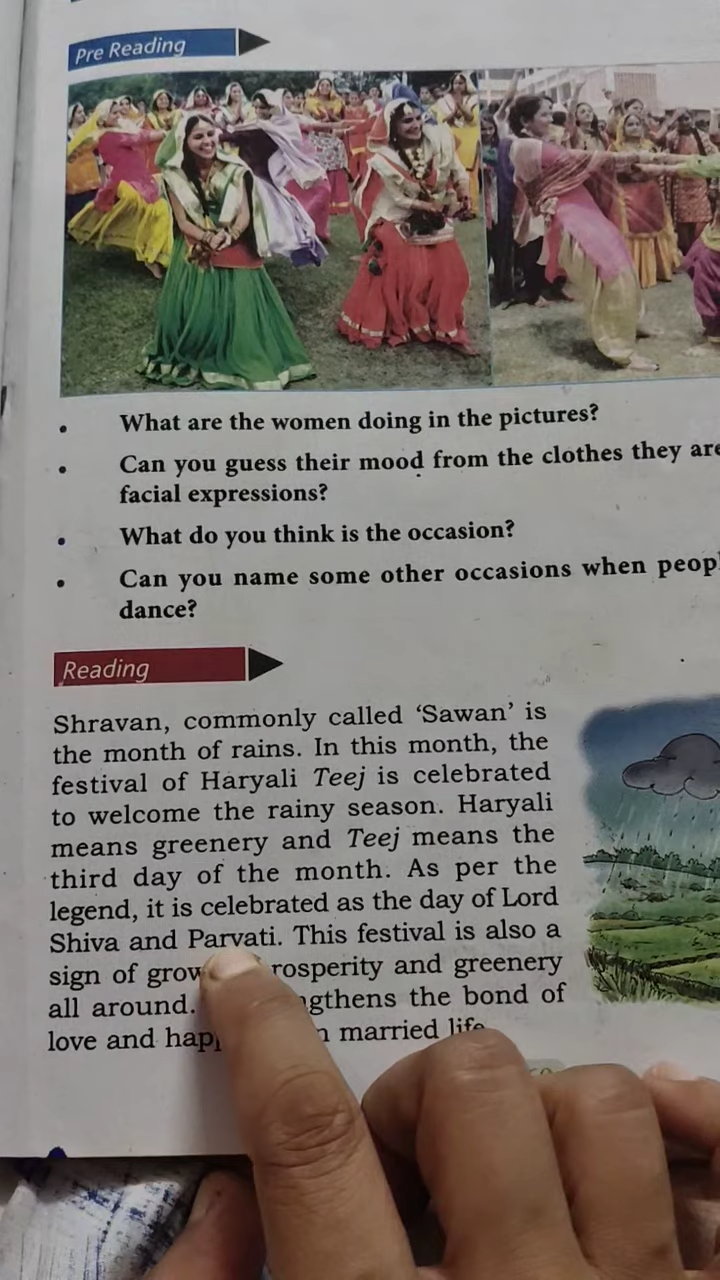 Pre Reading
• What are the women doing in the pictures?
• Can you guess their mood from the clothes they are
facial expressions?
• What do you think is the occasion?
• Can you name some other occasions when
dance?
Reading
Shravan, commonly called ‘Sawan’ is
the month of rains. In this month, the
festival of Haryali Teej is celebrated
to welcome the rainy season. Haryali
means greenery and Teej means the
third day of the month. As per the
legend, it is celebrated as the day of Lord
Shiva and Parvati. This festival is also a
sign of and greenery
all around. the bond of
love and married life